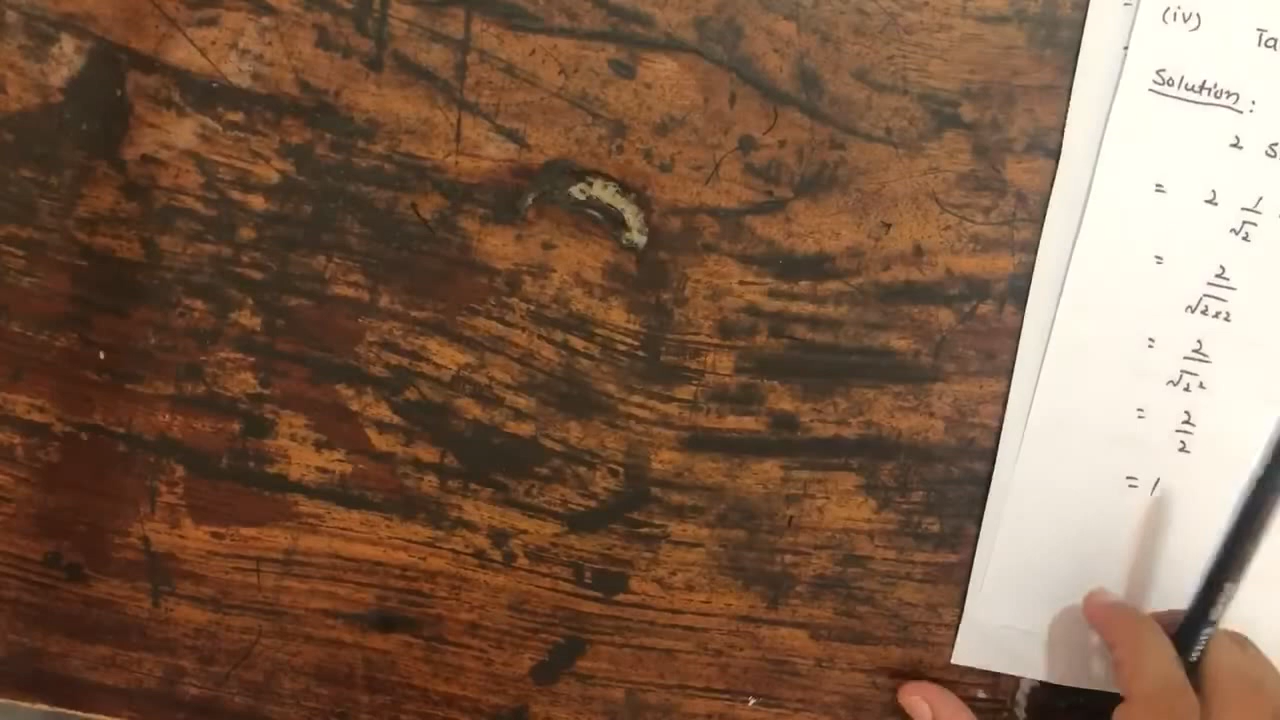 (iv) Ta
Solution:
2 s
= 2 1/√2
= 2/√2×2
= 2/√2²
= 2/2
= 1